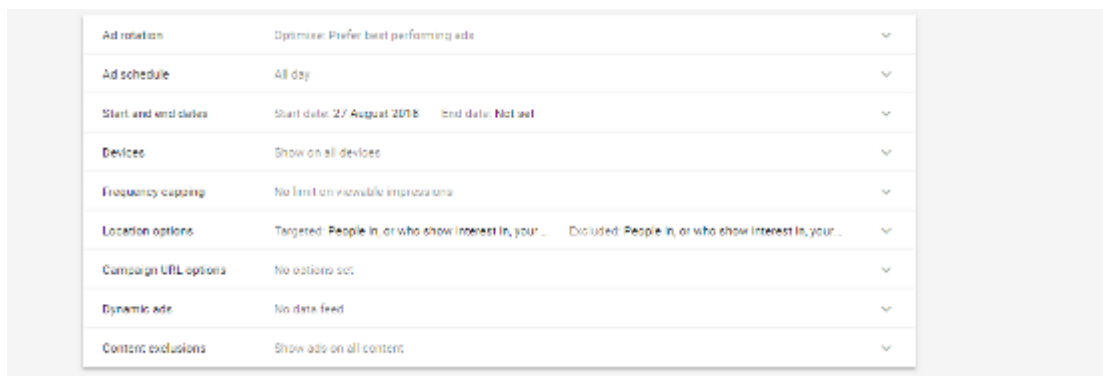 Ad rotation Optimise: Prefer best performing ads
Ad schedule All day
Start and end dates Start date: 27 August 2018 End date: Not set
Devices Show on all devices
Frequency capping No limit on viewable impressions
Location options Targeted: People in, or who show interest in, your ... Excluded: People in, or who show interest in, your...
Campaign URL options No options set
Dynamic ads No data feed
Content exclusions Show ads on all content